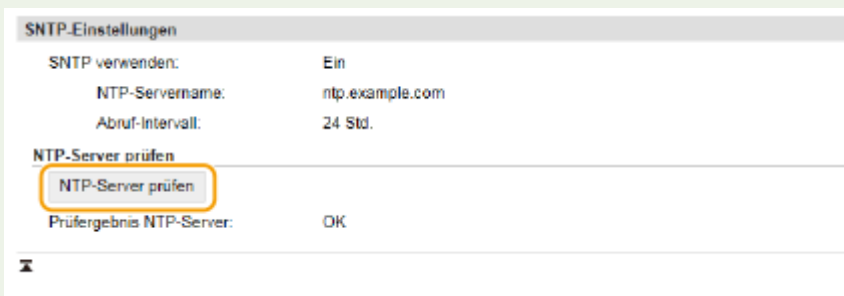 SNTP-Einstellungen
SNTP verwenden: Ein
NTP-Servername: ntp.example.com
Abruf-Intervall: 24 Std.
NTP-Server prüfen
NTP-Server prüfen
Prüfergebnis NTP-Server: OK